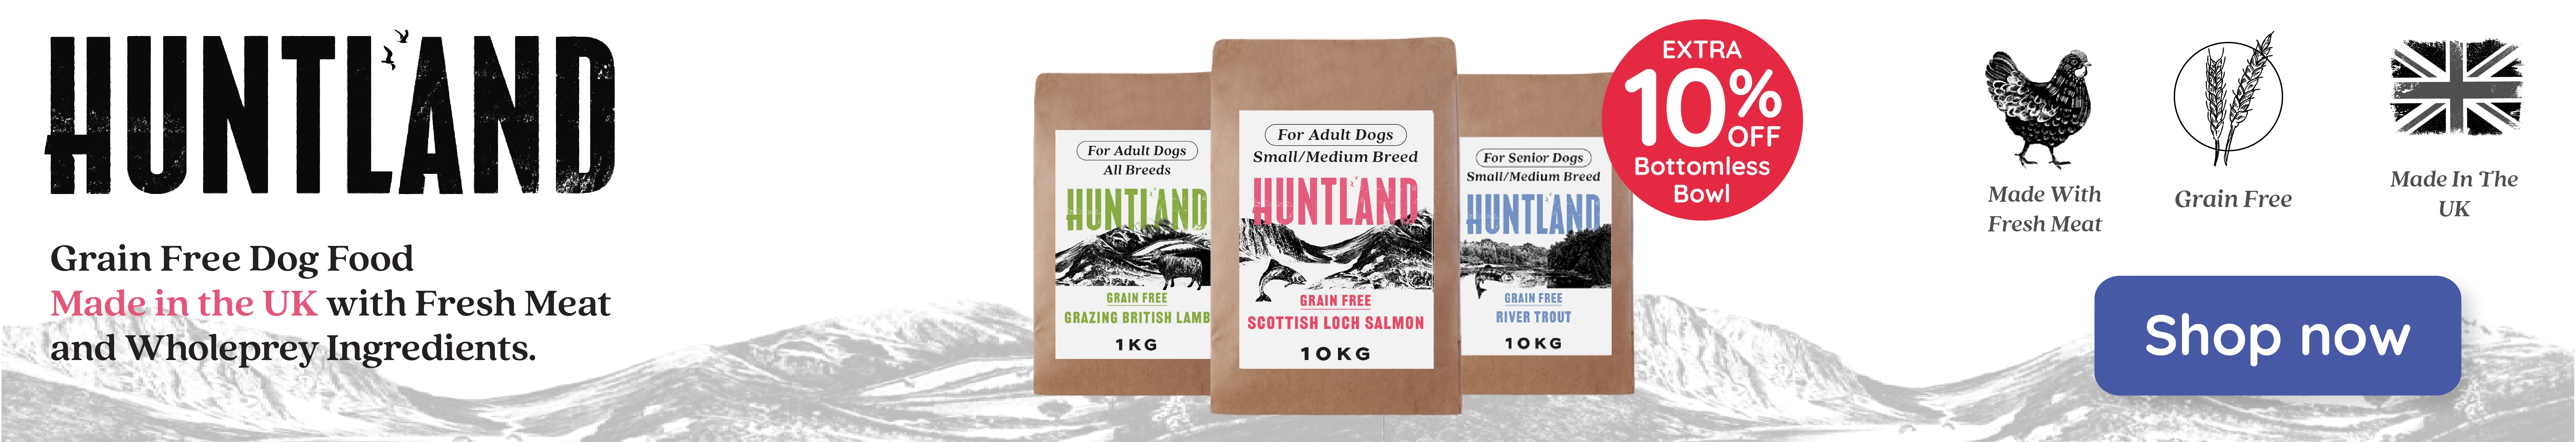 HUNTLAND
Grain Free Dog Food
Made in the UK with Fresh Meat
and Wholeprey Ingredients.
For Adult Dogs
All Breeds
HUNTLAND
GRAIN FREE
GRAZING BRITISH LAMB
1KG
For Adult Dogs
Small/Medium Breed
HUNTLAND
GRAIN FREE
SCOTTISH LOCH SALMON
10KG
For Senior Dogs
Small/Medium Breed
HUNTLAND
GRAIN FREE
RIVER TROUT
10KG
EXTRA
10%
OFF
Bottomless
Bowl
Made With
Fresh Meat
Grain Free
Made In The
UK
Shop now